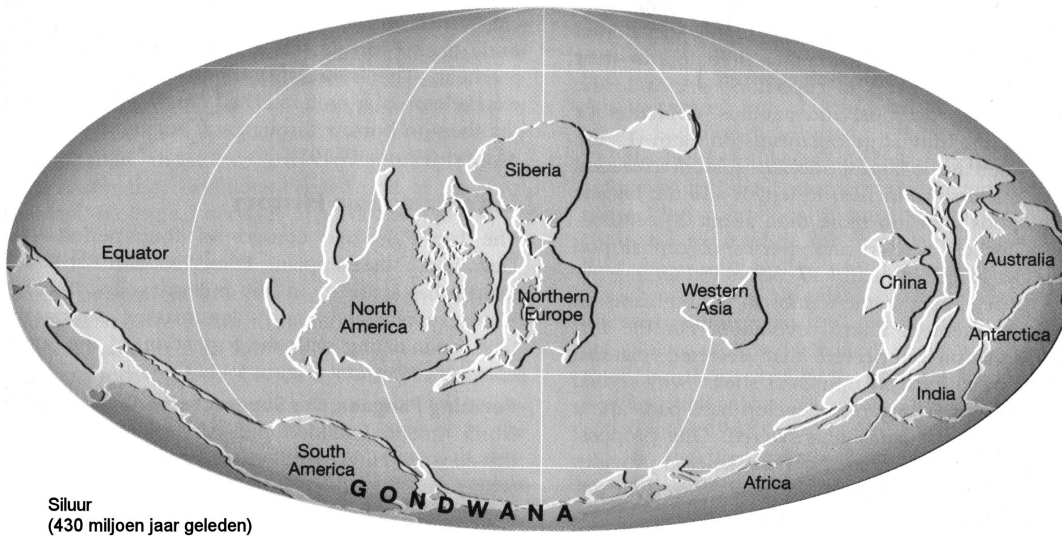 Siberia
Equator
Australia
China
Western
Asia
Northern
Europe
North
America
Antarctica
India
South
America
Africa
GONDWANA
Siluur
(430 miljoen jaar geleden)